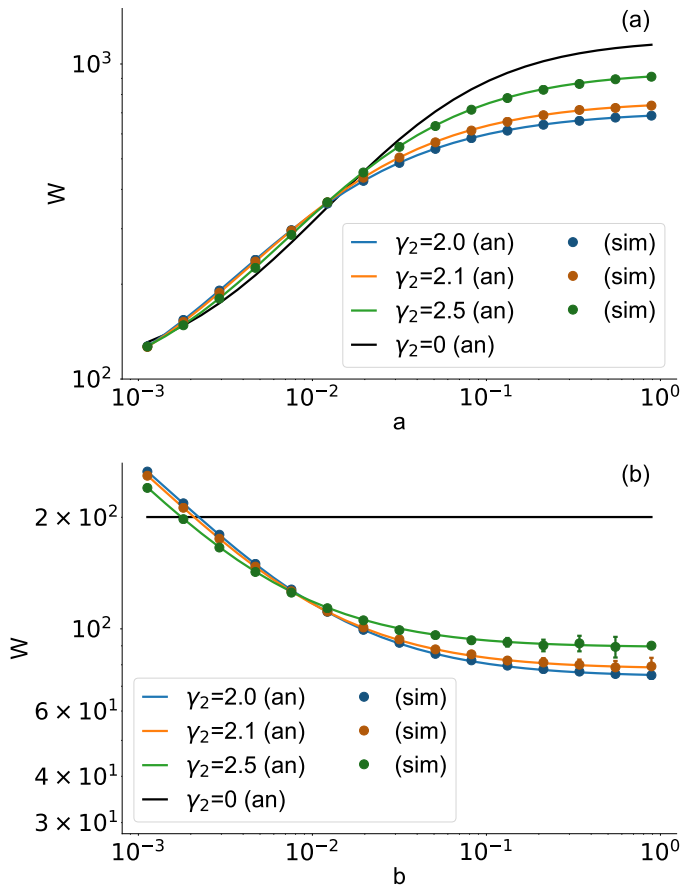 (a)
10³
W
10²
γ₂=2.0 (an) (sim)
γ₂=2.1 (an) (sim)
γ₂=2.5 (an) (sim)
γ₂=0 (an)
10⁻³ 10⁻² 10⁻¹ 10⁰
a
(b)
2 × 10²
10²
W
6 × 10¹
4 × 10¹
3 × 10¹
γ₂=2.0 (an) (sim)
γ₂=2.1 (an) (sim)
γ₂=2.5 (an) (sim)
γ₂=0 (an)
10⁻³ 10⁻² 10⁻¹ 10⁰
b